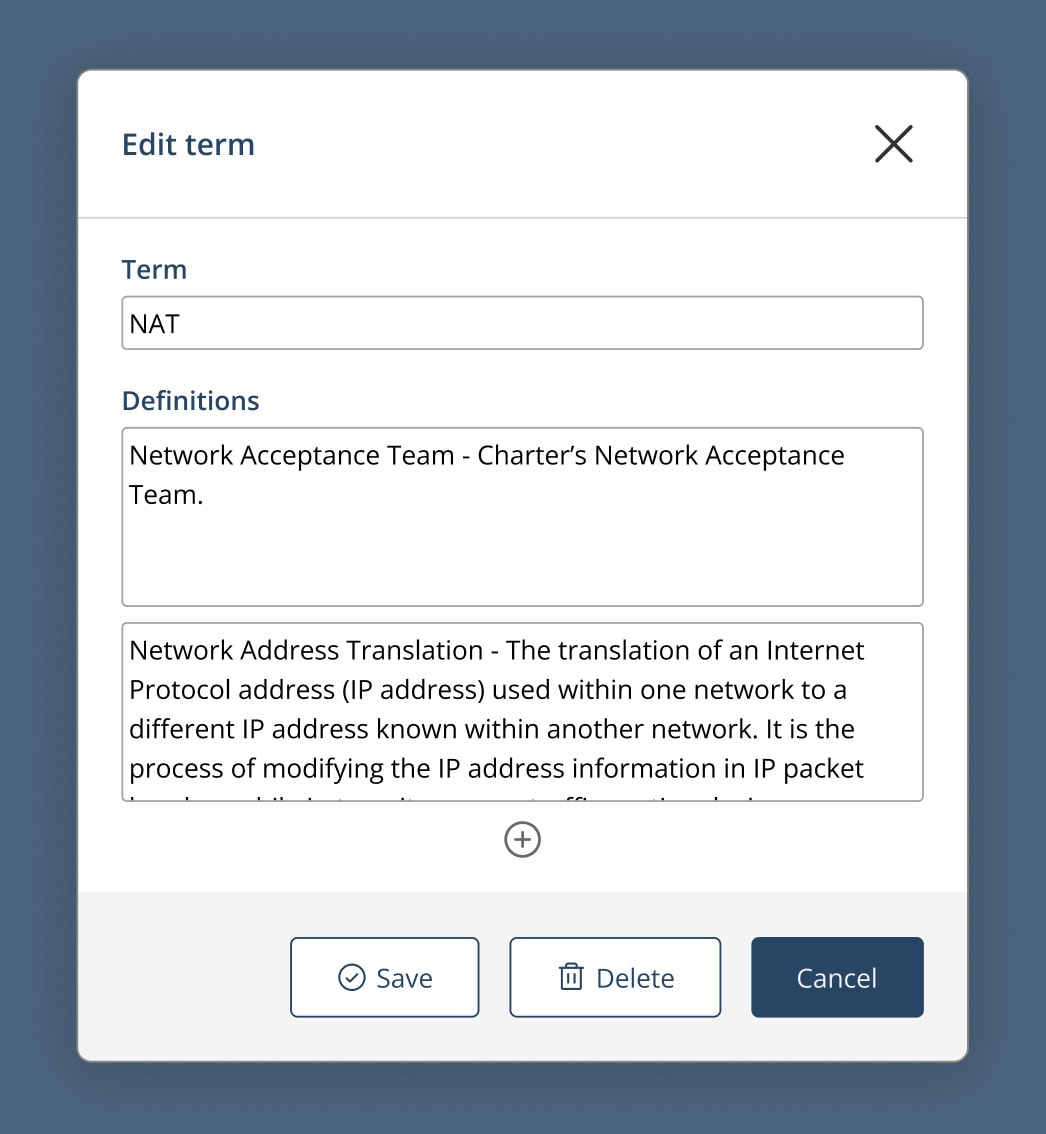 Edit term
Term
NAT
Definitions
Network Acceptance Team - Charter’s Network Acceptance
Team.
Network Address Translation - The translation of an Internet
Protocol address (IP address) used within one network to a
different IP address known within another network. It is the
process of modifying the IP address information in IP packet
Save
Delete
Cancel